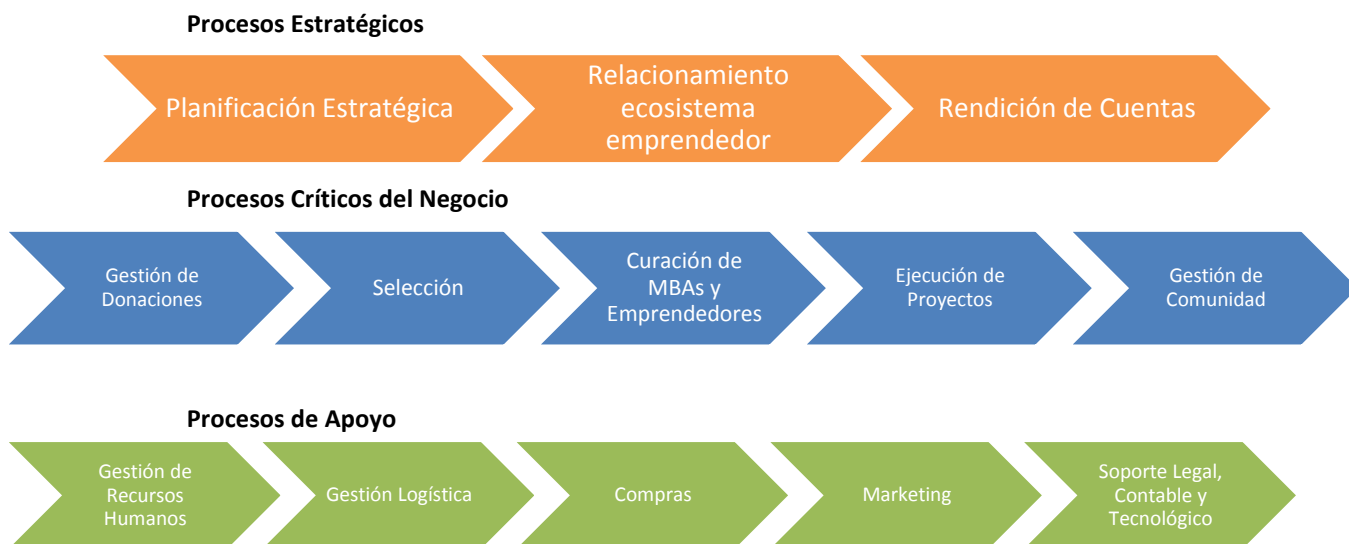 Procesos Estratégicos
Planificación Estratégica
Relacionamiento
ecosistema
emprendedor
Rendición de Cuentas
Procesos Críticos del Negocio
Gestión de
Donaciones
Selección
Curación de
MBAs y
Emprendedores
Ejecución de
Proyectos
Gestión de
Comunidad
Procesos de Apoyo
Gestión de
Recursos
Humanos
Gestión Logística
Compras
Marketing
Soporte Legal,
Contable y
Tecnológico